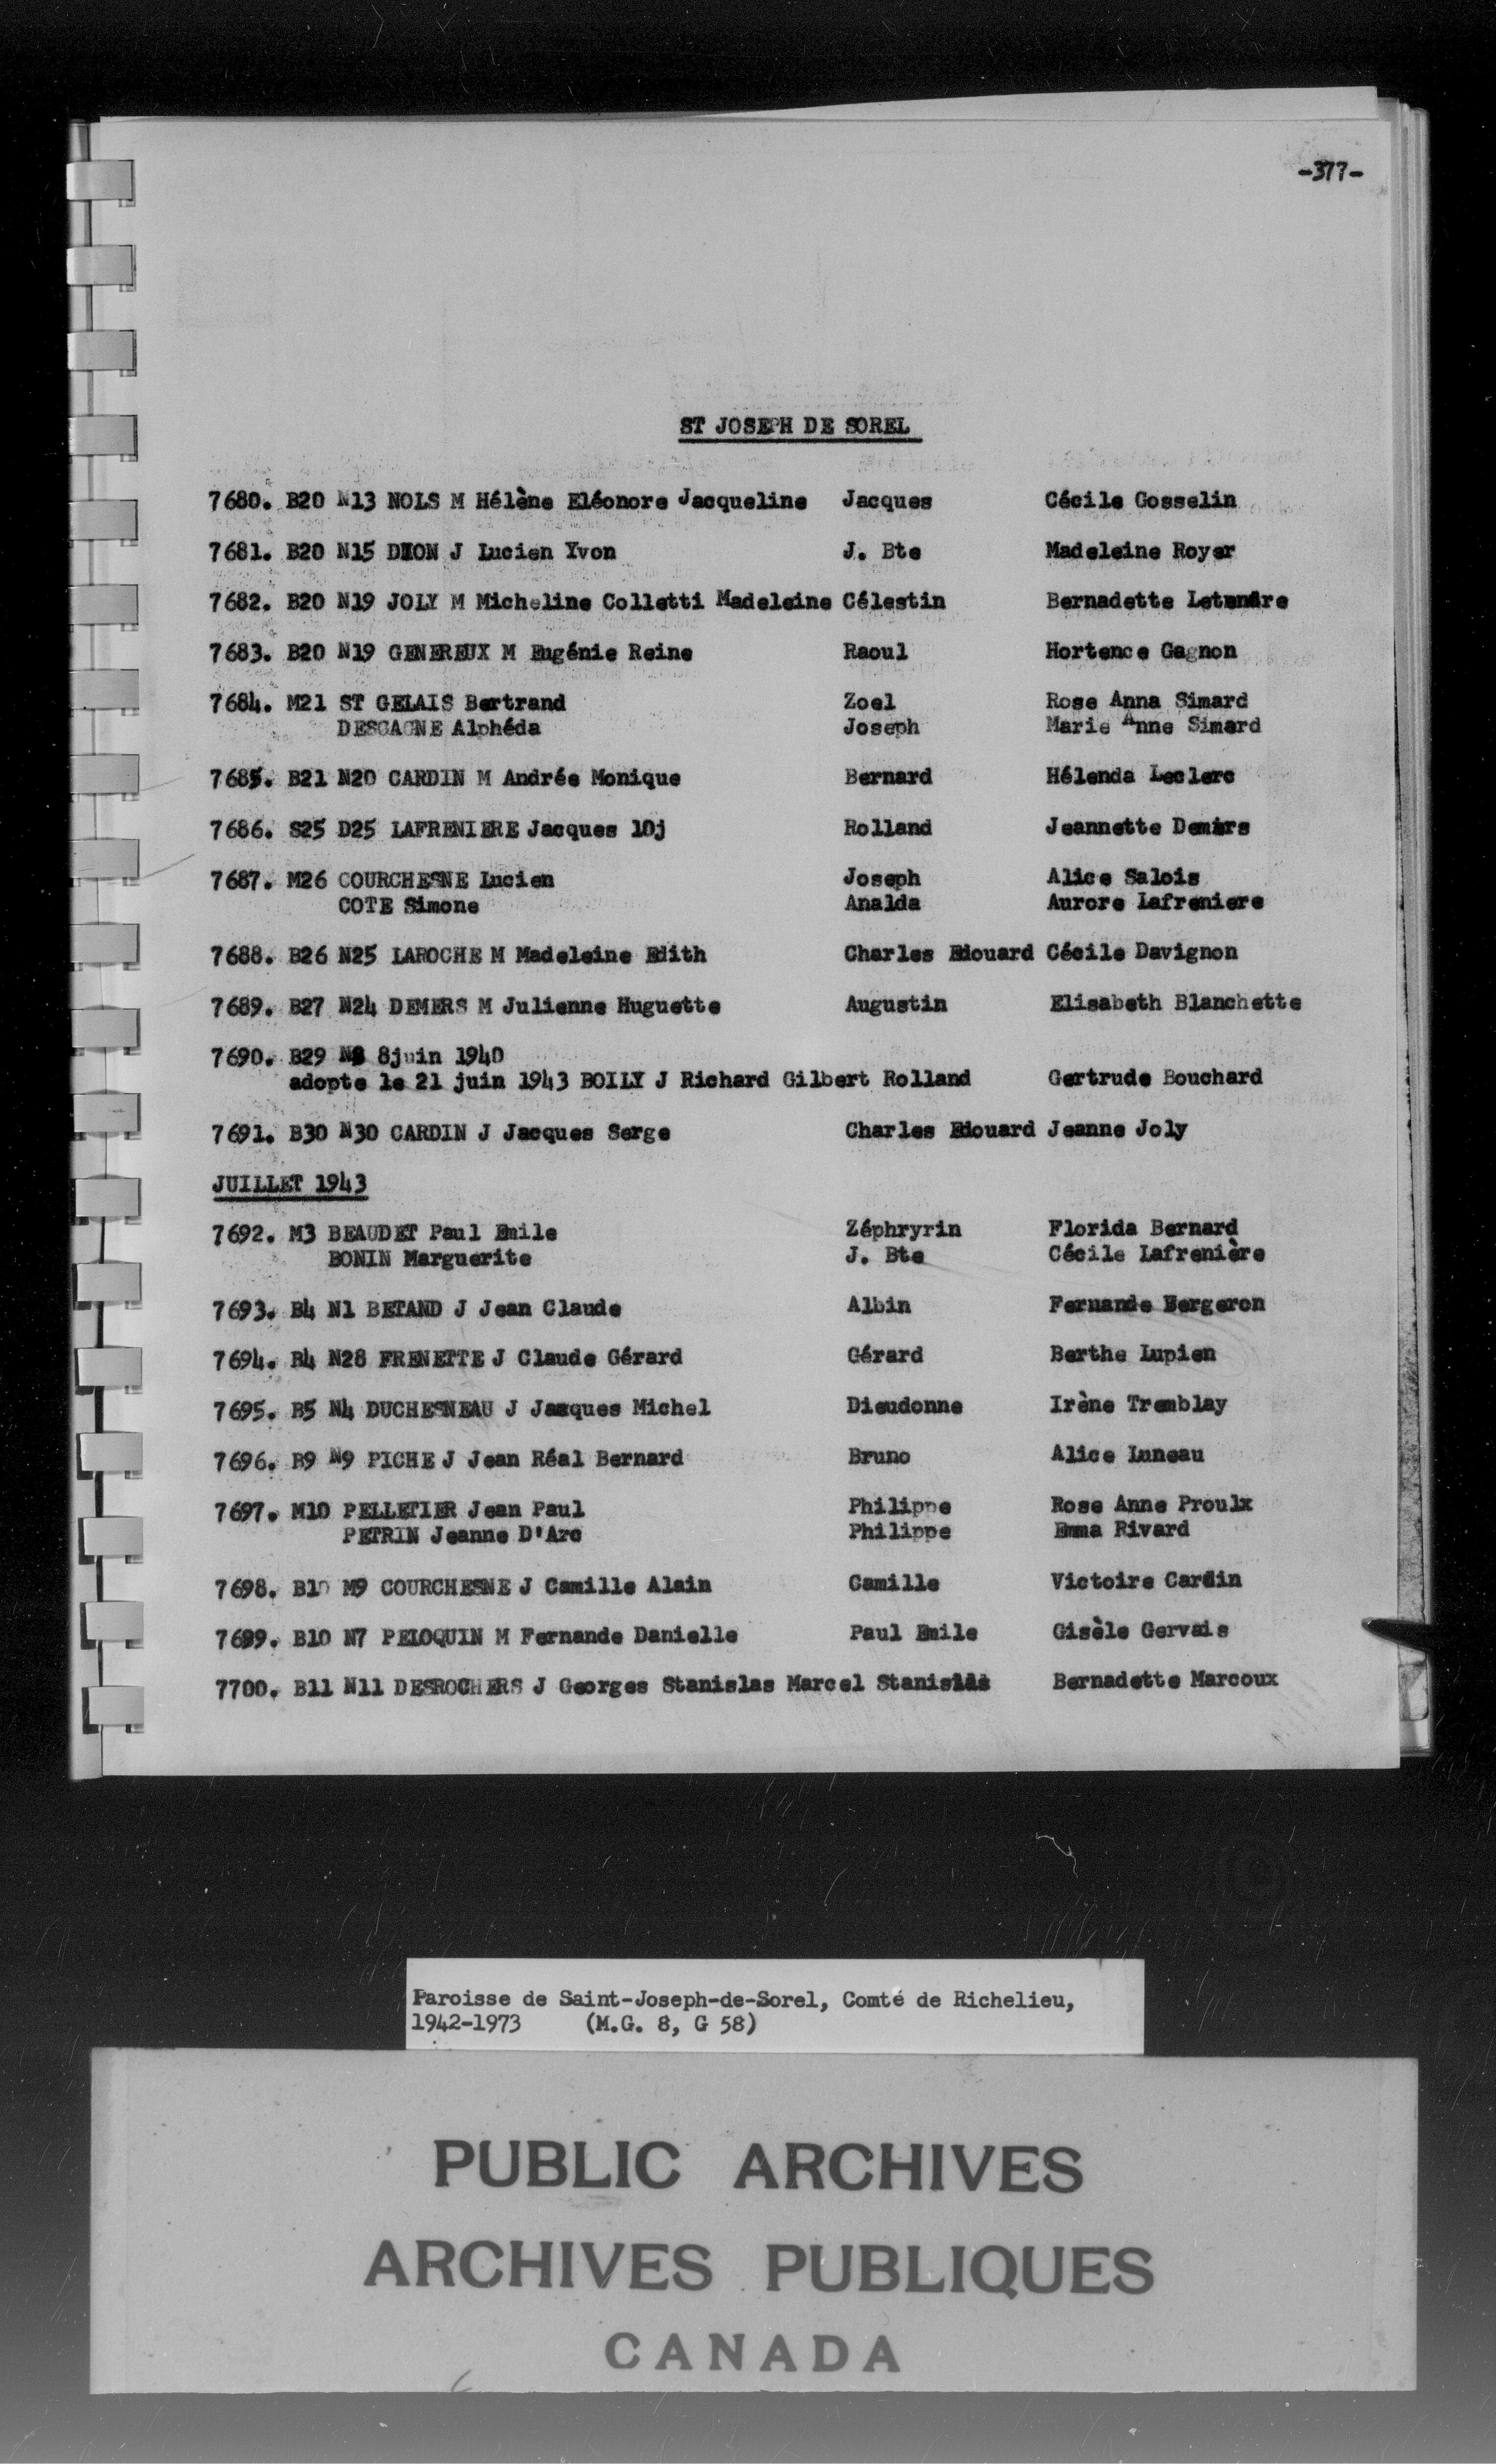 -377-
ST JOSEPH DE SOREL
7680. B20 N13 NOLS M Hélène Eléonore Jacqueline Jacques Cécile Gosselin
7681. B20 N15 DION J Lucien Yvon J. Bte Madeleine Royer
7682. B20 N19 JOLY M Micheline Colletti Madeleine Célestin Bernadette Letendre
7683. B20 N19 GENEREUX M Eugénie Reine Raoul Hortence Gagnon
7684. M21 ST GELAIS Bertrand Zoel Rose Anna Simard
DESGAGNE Alphéda Joseph Marie Anne Simard
7685. B21 N20 CARDIN M Andrée Monique Bernard Hélenda Leclerc
7686. S25 D25 LAFRENIERE Jacques 10j Rolland Jeannette Demers
7687. M26 COURCHESNE Lucien Joseph Alice Salois
COTE Simone Analda Aurore Lafreniere
7688. B26 N25 LAROCHE M Madeleine Edith Charles Edouard Cécile Davignon
7689. B27 N24 DEMERS M Julienne Huguette Augustin Elisabeth Blanchette
7690. B29 N8 8juin 1940
adopte le 21 juin 1943 BOILY J Richard Gilbert Rolland Gertrude Bouchard
7691. B30 N30 CARDIN J Jacques Serge Charles Edouard Jeanne Joly
JUILLET 1943
7692. M3 BEAUDET Paul Emile Zéphryrin Florida Bernard
BONIN Marguerite J. Bte Cécile Lafrenière
7693. B4 N1 BETAND J Jean Claude Albin Fernande Bergeron
7694. B4 N28 FRENETTE J Claude Gérard Gérard Berthe Lupien
7695. B5 N4 DUCHESNEAU J Jacques Michel Dieudonne Irène Tremblay
7696. B9 N9 PICHE J Jean Réal Bernard Bruno Alice Luneau
7697. M10 PELLETIER Jean Paul Philippe Rose Anne Proulx
PETRIN Jeanne D'Arc Philippe Emma Rivard
7698. B10 M9 COURCHESNE J Camille Alain Camille Victoire Cardin
7699. B10 N7 PELOQUIN M Fernande Danielle Paul Emile Gisèle Gervais
7700. B11 N11 DESROCHERS J Georges Stanislas Marcel Stanislas Bernadette Marcoux
Paroisse de Saint-Joseph-de-Sorel, Comté de Richelieu,
1942-1973 (M.G. 8, G 58)
PUBLIC ARCHIVES
ARCHIVES PUBLIQUES
CANADA